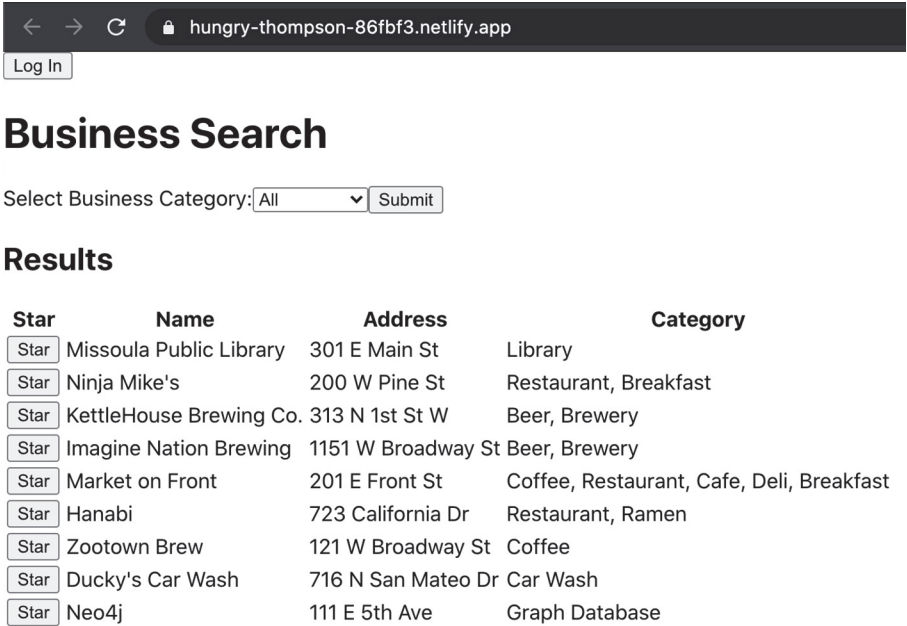 hungry-thompson-86fbf3.netlify.app
Log In
Business Search
Select Business Category: All Submit
Results
Star Name Address Category
Star Missoula Public Library 301 E Main St Library
Star Ninja Mike's 200 W Pine St Restaurant, Breakfast
Star KettleHouse Brewing Co. 313 N 1st St W Beer, Brewery
Star Imagine Nation Brewing 1151 W Broadway St Beer, Brewery
Star Market on Front 201 E Front St Coffee, Restaurant, Cafe, Deli, Breakfast
Star Hanabi 723 California Dr Restaurant, Ramen
Star Zootown Brew 121 W Broadway St Coffee
Star Ducky's Car Wash 716 N San Mateo Dr Car Wash
Star Neo4j 111 E 5th Ave Graph Database